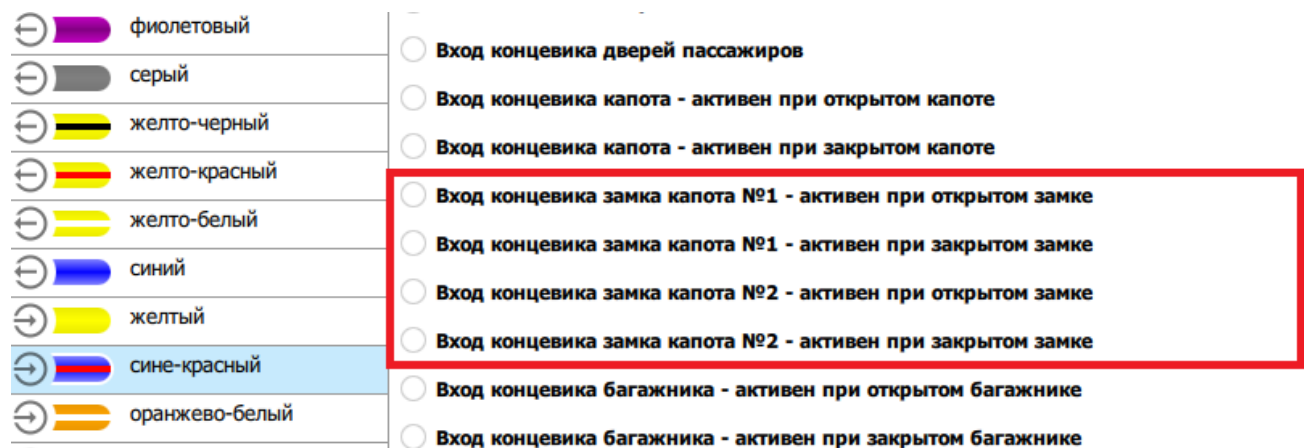 фиолетовый
серый
желто-черный
желто-красный
желто-белый
синий
желтый
сине-красный
оранжево-белый
Вход концевика дверей пассажиров
Вход концевика капота - активен при открытом капоте
Вход концевика капота - активен при закрытом капоте
Вход концевика замка капота №1 - активен при открытом замке
Вход концевика замка капота №1 - активен при закрытом замке
Вход концевика замка капота №2 - активен при открытом замке
Вход концевика замка капота №2 - активен при закрытом замке
Вход концевика багажника - активен при открытом багажнике
Вход концевика багажника - активен при закрытом багажнике